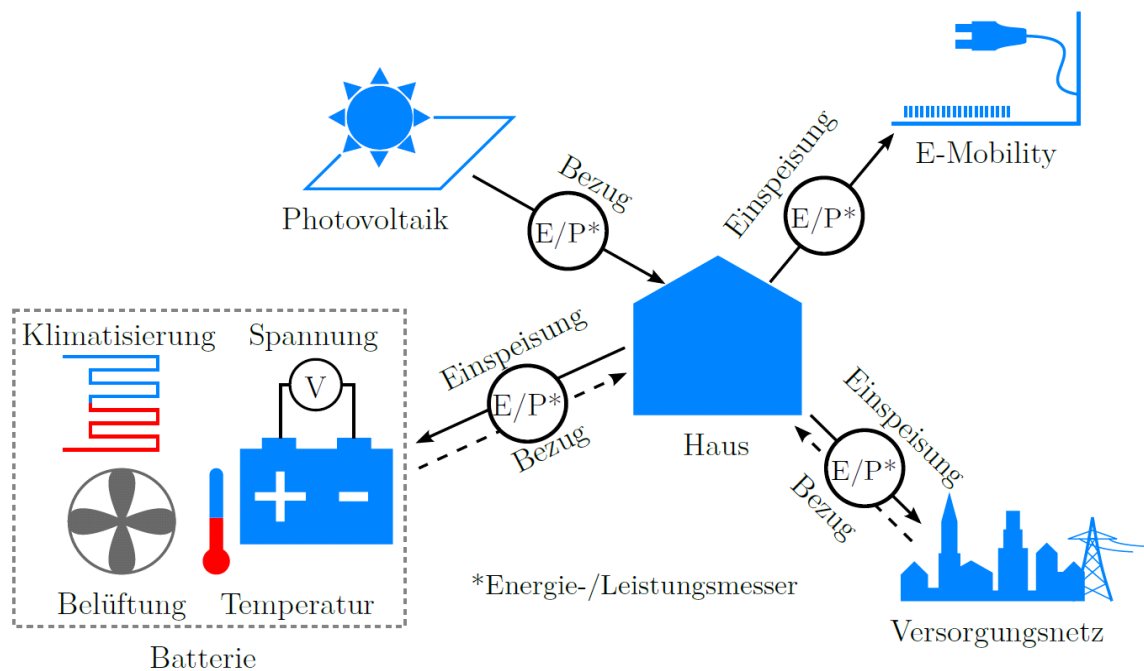 E-Mobility
Einspeisung
E/P*
Bezug
E/P*
Photovoltaik
Klimatisierung
Spannung
V
Einspeisung
E/P*
Bezug
Haus
Einspeisung
E/P*
Bezug
Belüftung
Temperatur
*Energie-/Leistungsmesser
Versorgungsnetz
Batterie